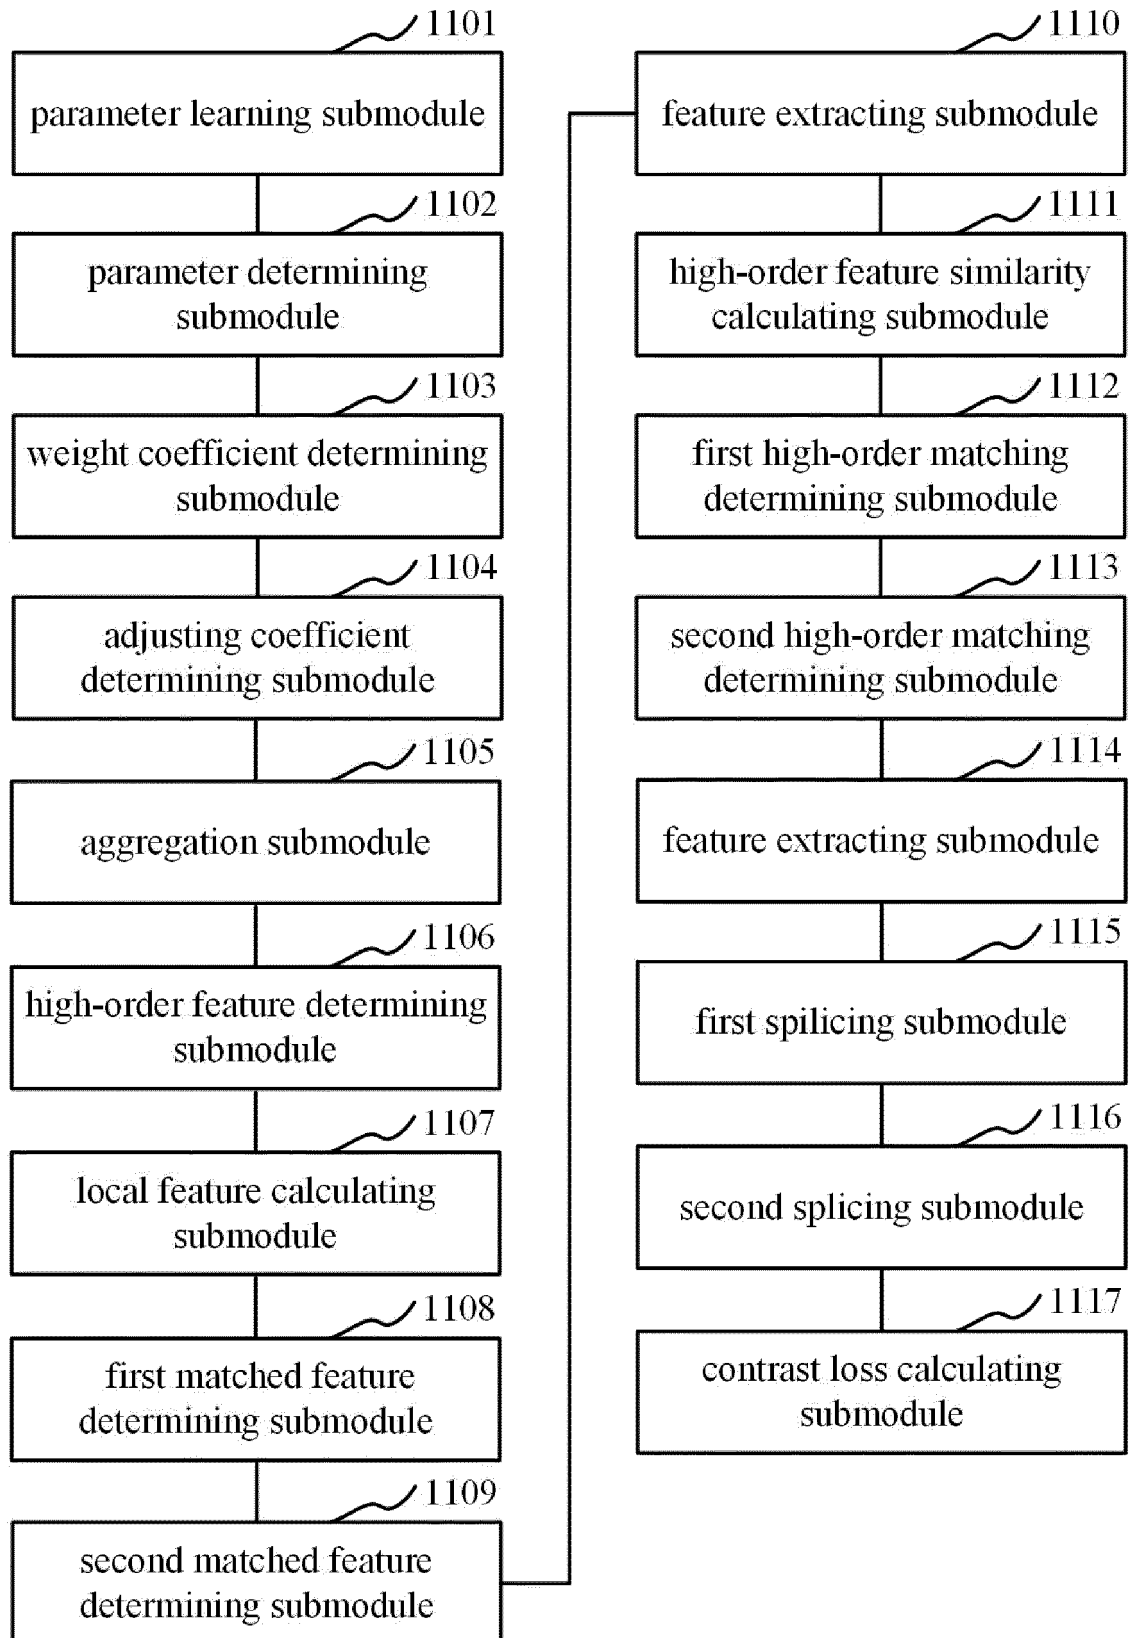 1101
parameter learning submodule
1102
parameter determining
submodule
1103
weight coefficient determining
submodule
1104
adjusting coefficient
determining submodule
1105
aggregation submodule
1106
high-order feature determining
submodule
1107
local feature calculating
submodule
1108
first matched feature
determining submodule
1109
second matched feature
determining submodule
1110
feature extracting submodule
1111
high-order feature similarity
calculating submodule
1112
first high-order matching
determining submodule
1113
second high-order matching
determining submodule
1114
feature extracting submodule
1115
first spilicing submodule
1116
second splicing submodule
1117
contrast loss calculating
submodule